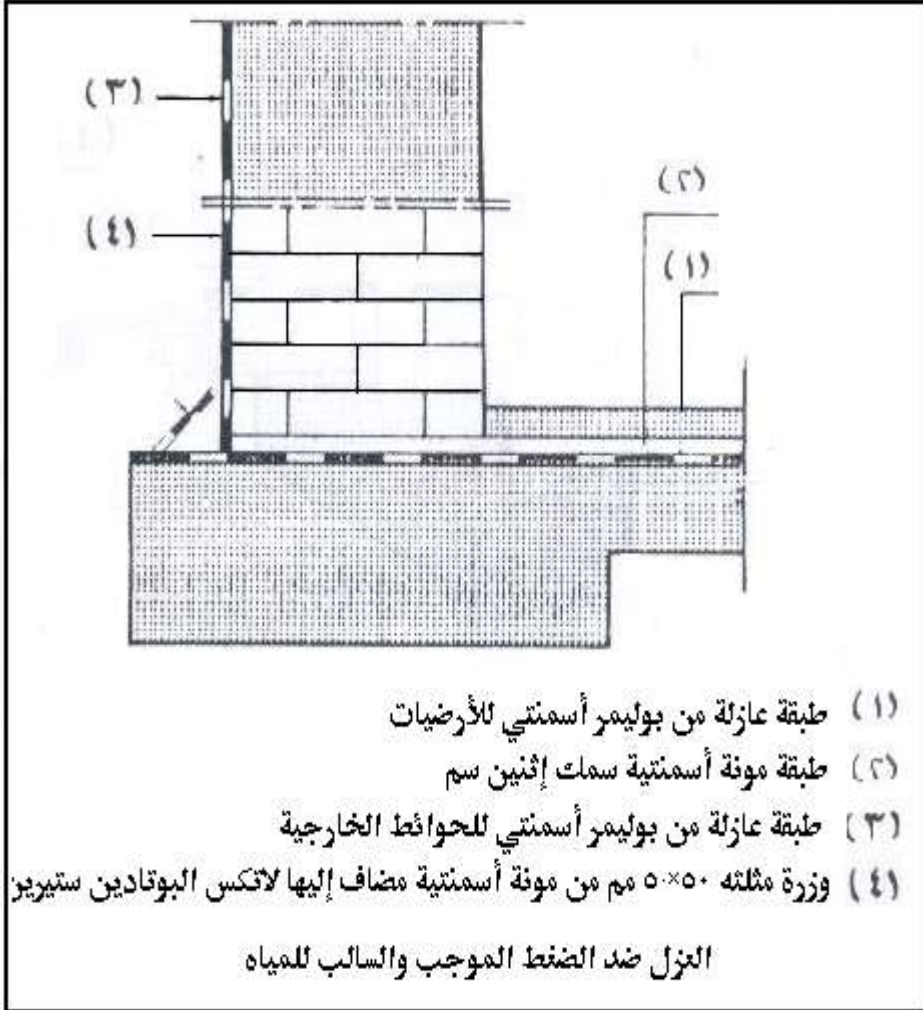 (٣)
(٢)
(٤)
(١)
(١) طبقة عازلة من بوليمر أسمنتي للأرضيات
(٢) طبقة مونة أسمنتية سمك إثنين سم
(٣) طبقة عازلة من بوليمر أسمنتي للحوائط الخارجية
(٤) وزرة مثلثه ٥٠×٥٠ مم من مونة أسمنتية مضاف إليها لاتكس البوتادين ستيرين
العزل ضد الضغط الموجب والسالب للمياه